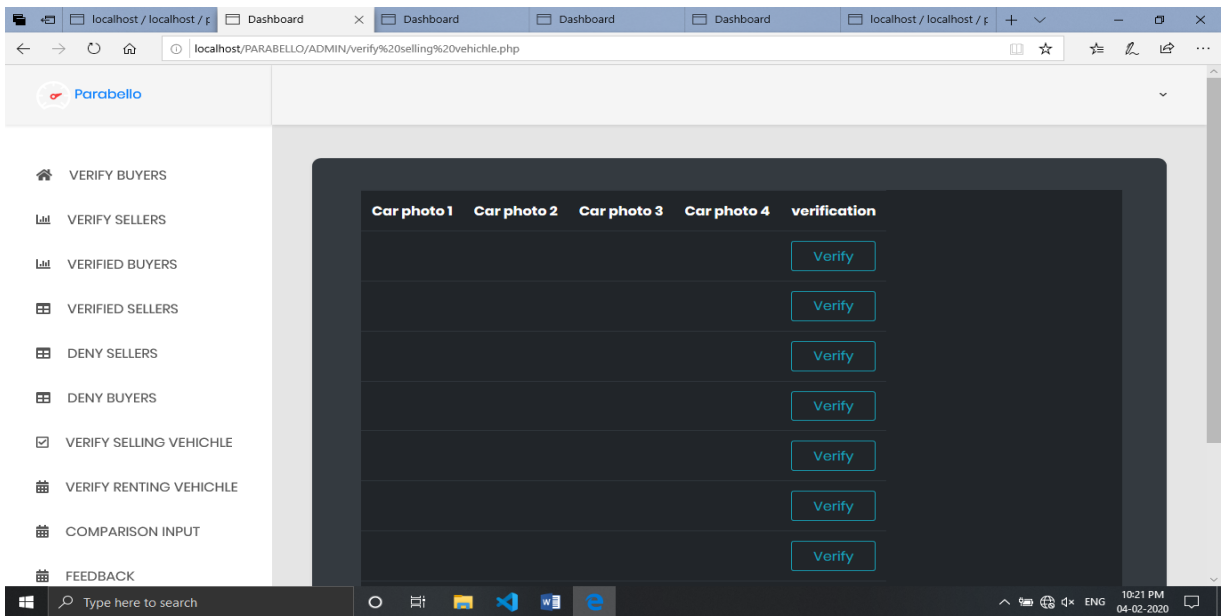 localhost / localhost / p
Dashboard
Dashboard
Dashboard
Dashboard
localhost / localhost / p
localhost/PARABELLO/ADMIN/verify%20selling%20vehichle.php
Parabello
VERIFY BUYERS
VERIFY SELLERS
VERIFIED BUYERS
VERIFIED SELLERS
DENY SELLERS
DENY BUYERS
VERIFY SELLING VEHICHLE
VERIFY RENTING VEHICHLE
COMPARISON INPUT
FEEDBACK
Car photo 1 Car photo 2 Car photo 3 Car photo 4 verification
Verify
Verify
Verify
Verify
Verify
Verify
Verify
Type here to search
ENG
10:21 PM
04-02-2020